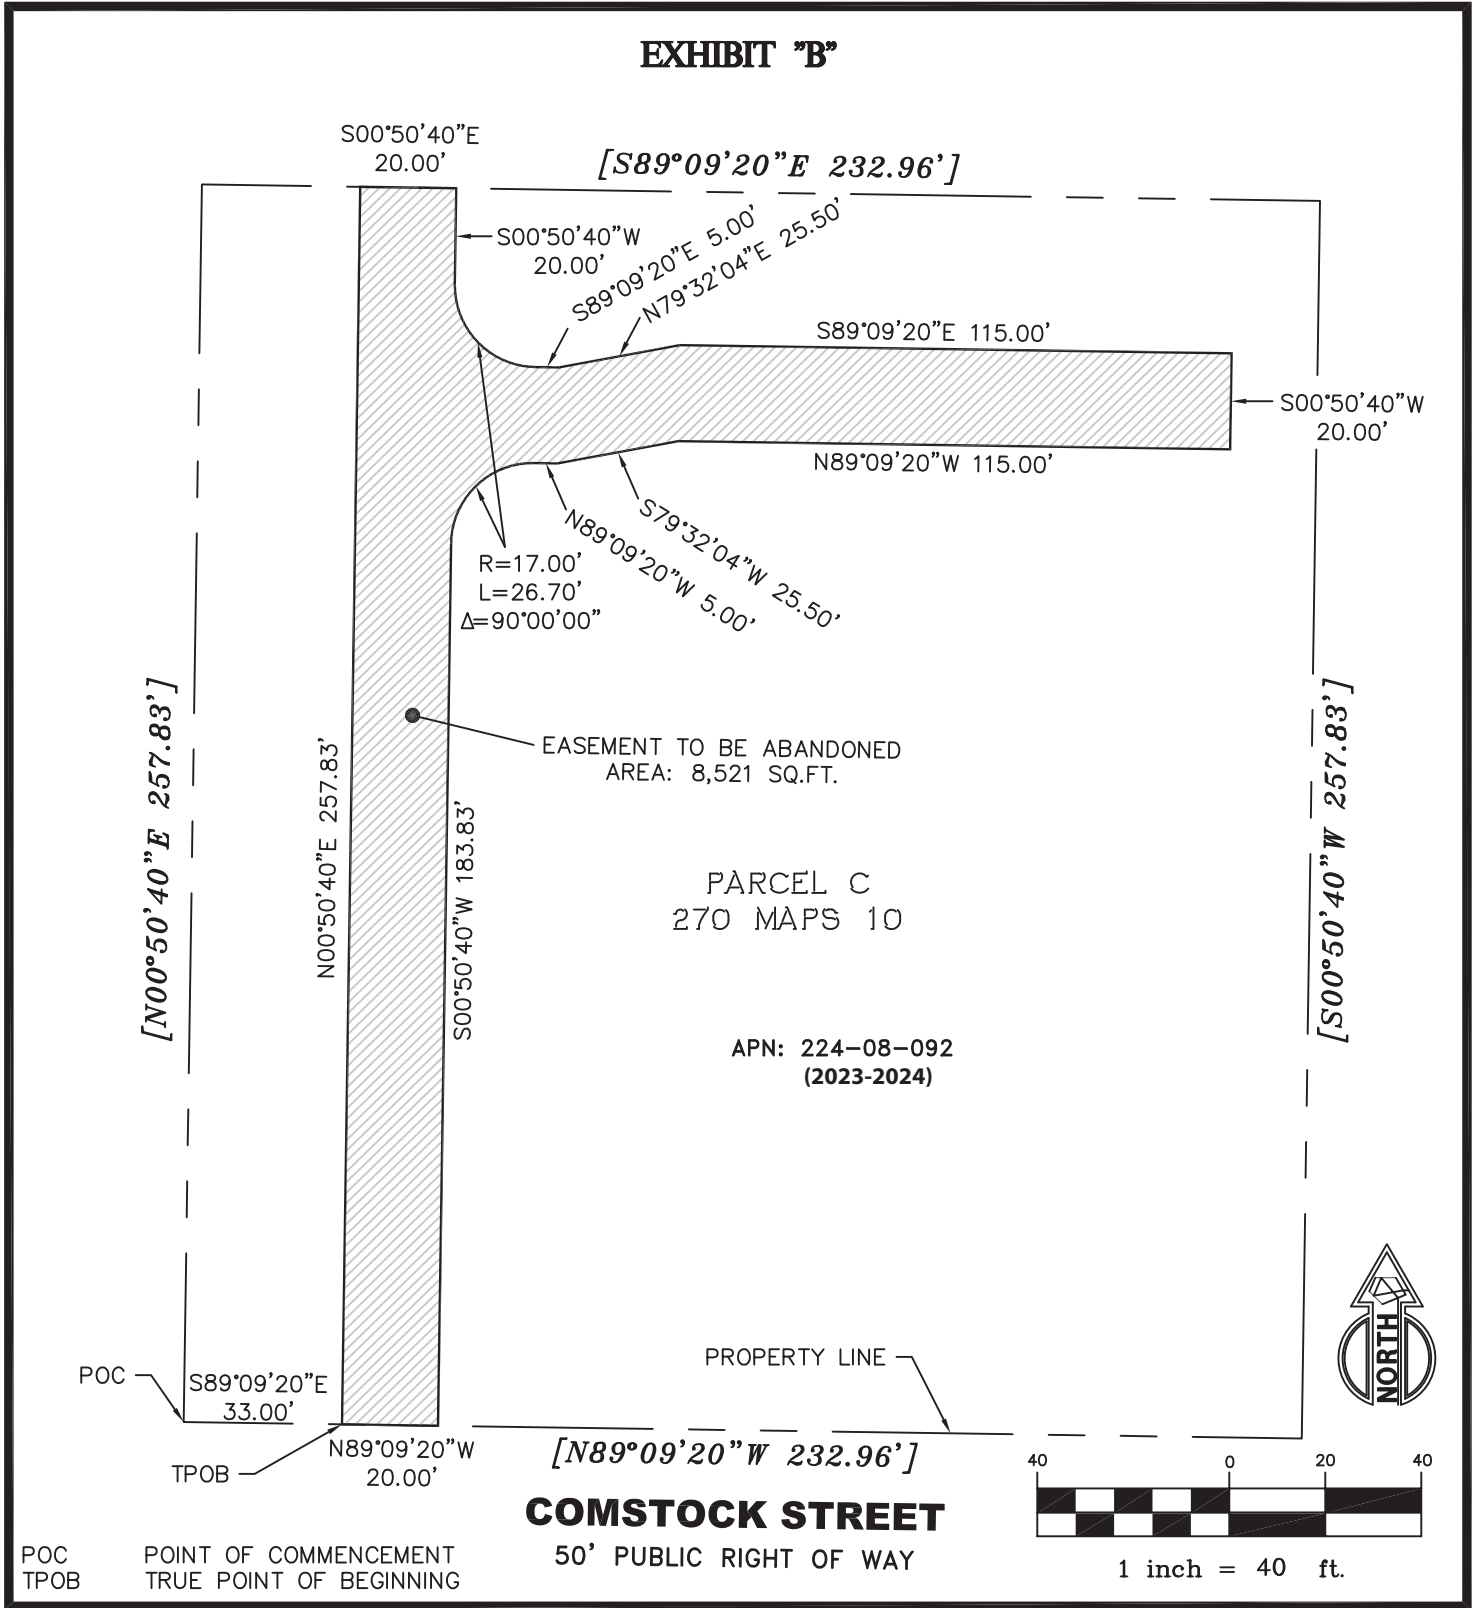 EXHIBIT "B"
S00°50'40"E
20.00'
[S89°09'20"E 232.96']
S00°50'40"W
20.00'
S89°09'20"E 5.00'
N79°32'04"E 25.50'
S89°09'20"E 115.00'
S00°50'40"W
20.00'
N89°09'20"W 115.00'
S79°32'04"W 25.50'
N89°09'20"W 5.00'
R=17.00'
L=26.70'
Δ=90°00'00"
[N00°50'40"E 257.83']
N00°50'40"E 257.83'
S00°50'40"W 183.83'
[S00°50'40"W 257.83']
EASEMENT TO BE ABANDONED
AREA: 8,521 SQ.FT.
PARCEL C
270 MAPS 10
APN: 224-08-092
(2023-2024)
NORTH
PROPERTY LINE
POC
S89°09'20"E
33.00'
TPOB
N89°09'20"W
20.00'
[N89°09'20"W 232.96']
COMSTOCK STREET
50' PUBLIC RIGHT OF WAY
40 0 20 40
1 inch = 40 ft.
POC POINT OF COMMENCEMENT
TPOB TRUE POINT OF BEGINNING